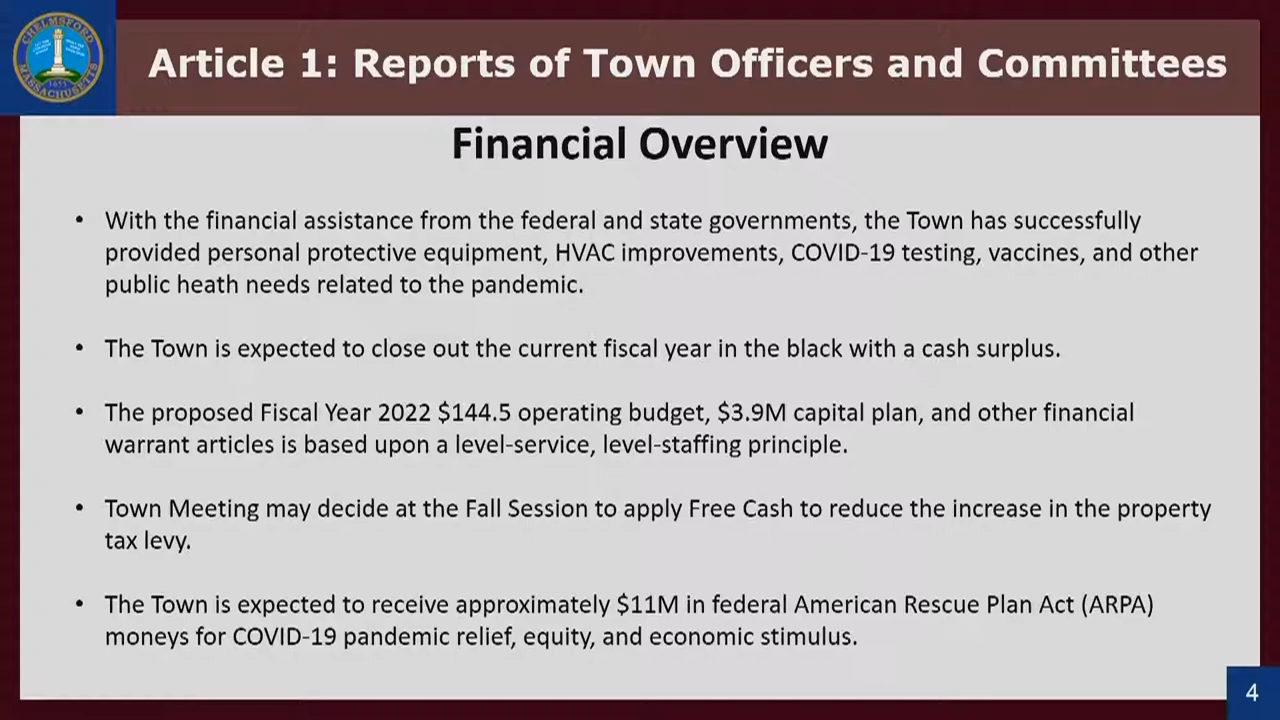 CHELMSFORD
MASSACHUSETTS
Article 1: Reports of Town Officers and Committees
Financial Overview
• With the financial assistance from the federal and state governments, the Town has successfully
provided personal protective equipment, HVAC improvements, COVID-19 testing, vaccines, and other
public heath needs related to the pandemic.
• The Town is expected to close out the current fiscal year in the black with a cash surplus.
• The proposed Fiscal Year 2022 $144.5 operating budget, $3.9M capital plan, and other financial
warrant articles is based upon a level-service, level-staffing principle.
• Town Meeting may decide at the Fall Session to apply Free Cash to reduce the increase in the property
tax levy.
• The Town is expected to receive approximately $11M in federal American Rescue Plan Act (ARPA)
moneys for COVID-19 pandemic relief, equity, and economic stimulus.
4